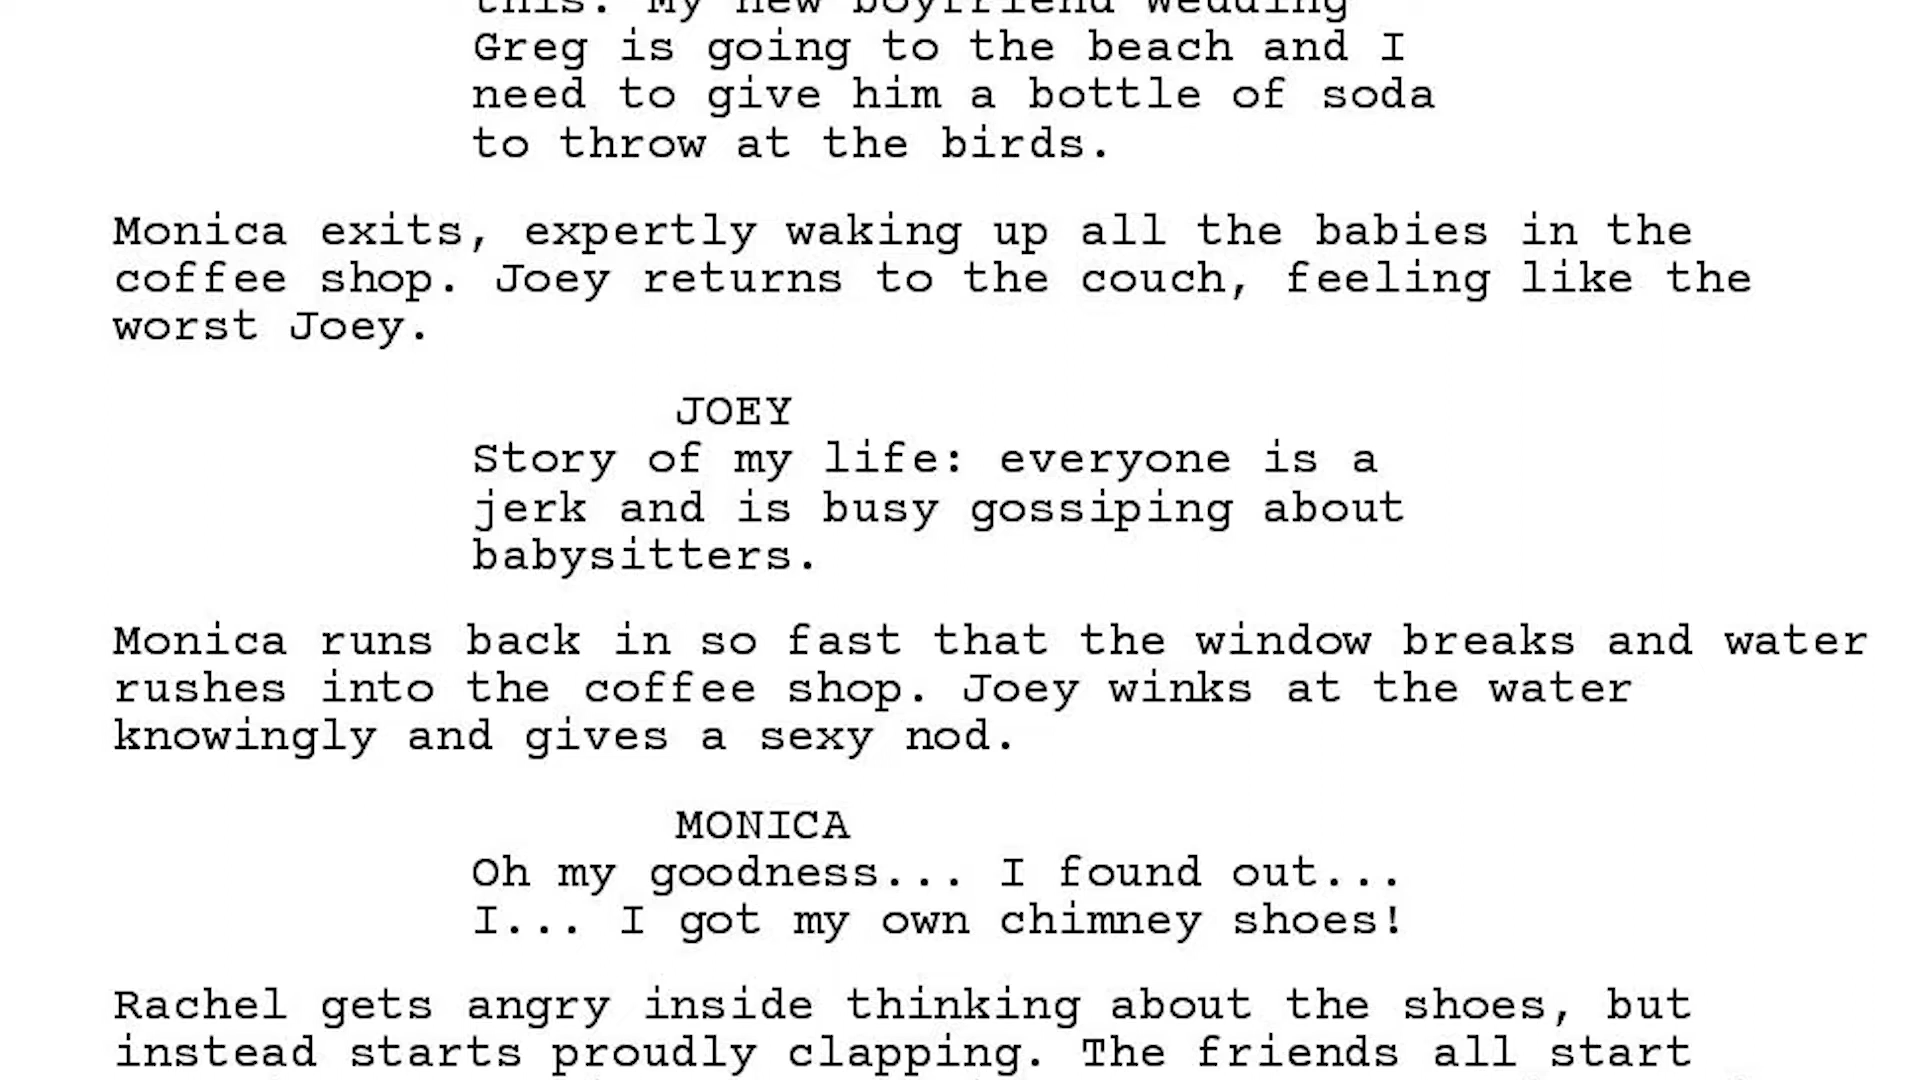 this. My new boyfriend Wedding
Greg is going to the beach and I
need to give him a bottle of soda
to throw at the birds.
Monica exits, expertly waking up all the babies in the
coffee shop. Joey returns to the couch, feeling like the
worst Joey.
JOEY
Story of my life: everyone is a
jerk and is busy gossiping about
babysitters.
Monica runs back in so fast that the window breaks and water
rushes into the coffee shop. Joey winks at the water
knowingly and gives a sexy nod.
MONICA
Oh my goodness... I found out...
I... I got my own chimney shoes!
Rachel gets angry inside thinking about the shoes, but
instead starts proudly clapping. The friends all start